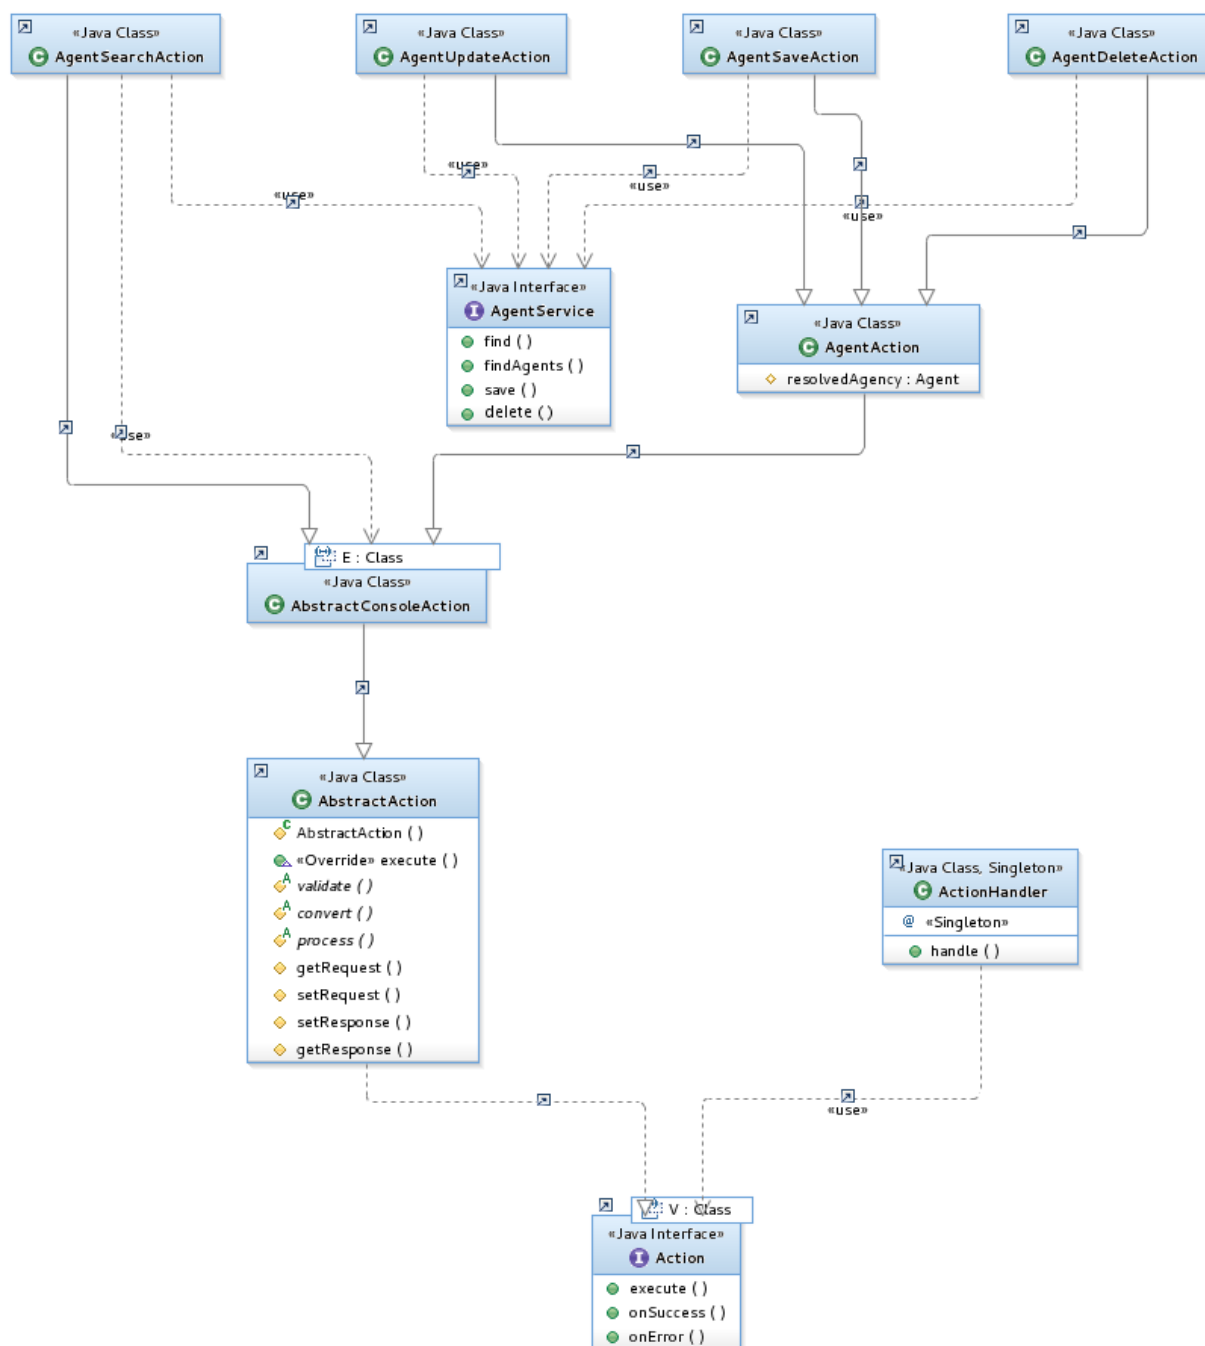 «Java Class»
AgentSearchAction
«Java Class»
AgentUpdateAction
«Java Class»
AgentSaveAction
«Java Class»
AgentDeleteAction
«use»
«use»
«use»
«use»
«Java Interface»
AgentService
find ( )
findAgents ( )
save ( )
delete ( )
«Java Class»
AgentAction
resolvedAgency : Agent
«use»
E : Class
«Java Class»
AbstractConsoleAction
«Java Class»
AbstractAction
AbstractAction ( )
«Override» execute ( )
validate ( )
convert ( )
process ( )
getRequest ( )
setRequest ( )
setResponse ( )
getResponse ( )
«Java Class, Singleton»
ActionHandler
@ «Singleton»
handle ( )
«use»
V : Class
«Java Interface»
Action
execute ( )
onSuccess ( )
onError ( )